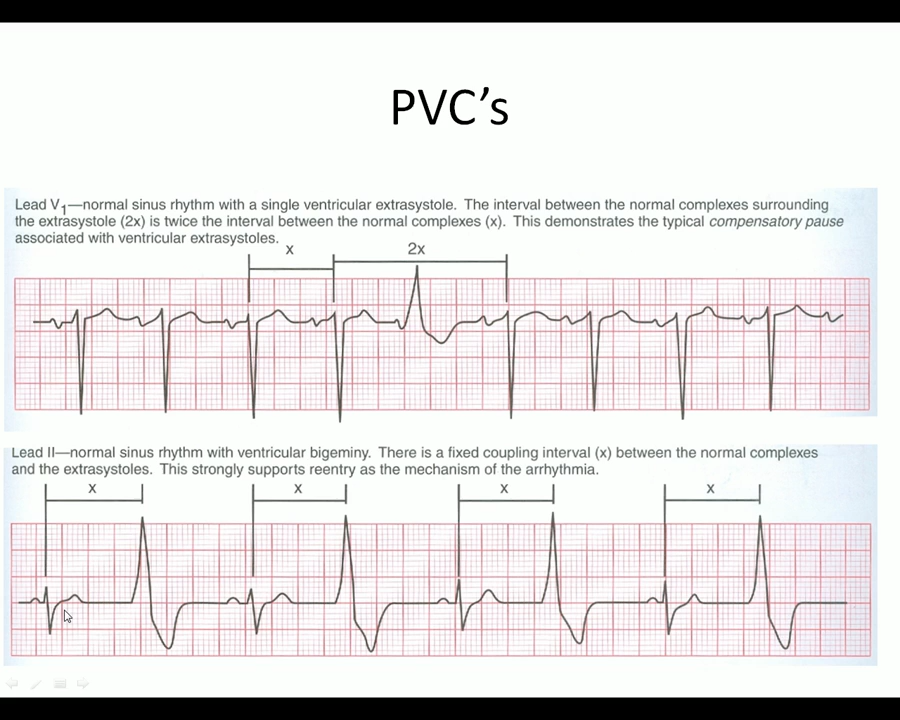 PVC’s
Lead V1—normal sinus rhythm with a single ventricular extrasystole. The interval between the normal complexes surrounding
the extrasystole (2x) is twice the interval between the normal complexes (x). This demonstrates the typical compensatory pause
associated with ventricular extrasystoles.
x 2x
Lead II—normal sinus rhythm with ventricular bigeminy. There is a fixed coupling interval (x) between the normal complexes
and the extrasystoles. This strongly supports reentry as the mechanism of the arrhythmia.
x x x x